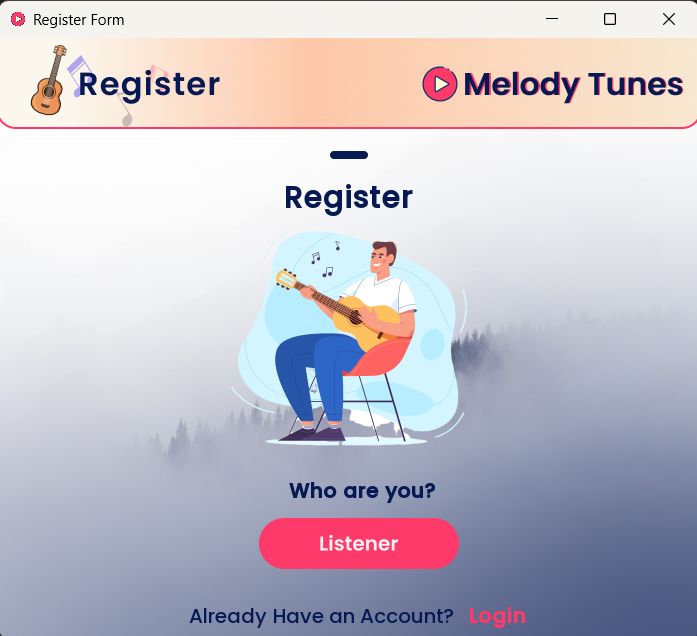 Register Form
Register
Melody Tunes
Register
Who are you?
Listener
Already Have an Account? Login